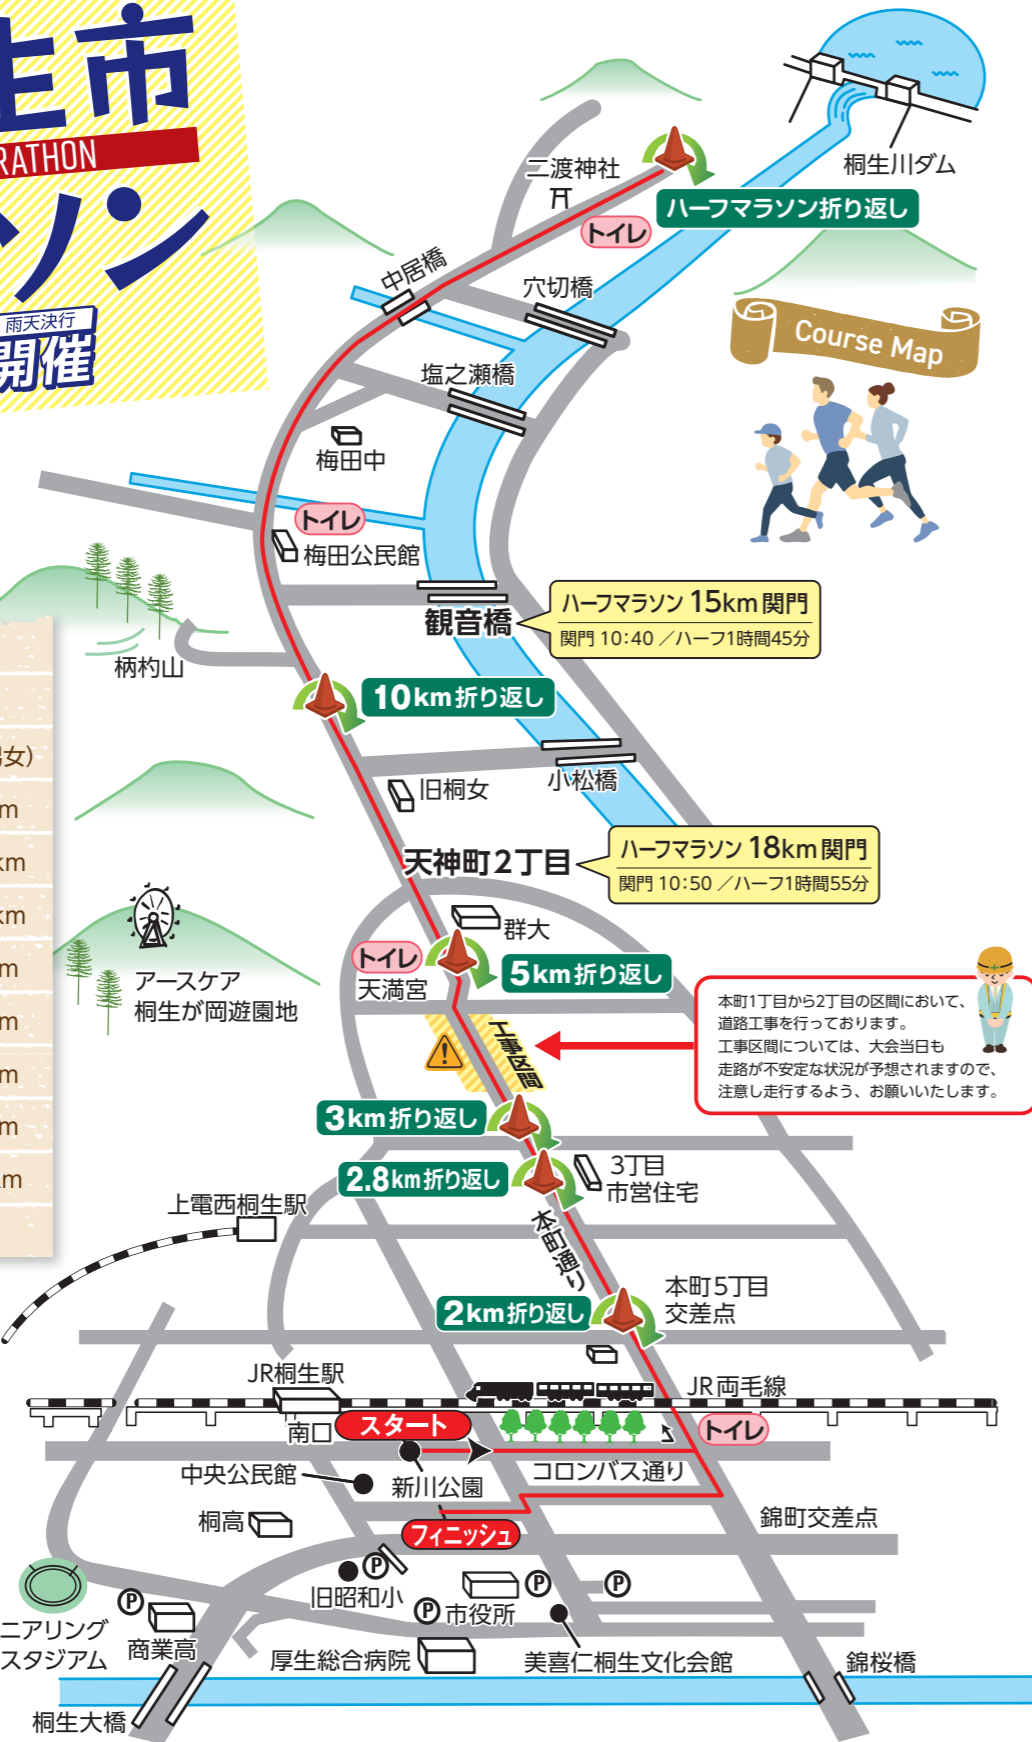 生市
RATHON
ソン
雨天決行
開催
桐生川ダム
二渡神社
ハーフマラソン折り返し
トイレ
中居橋
穴切橋
Course Map
塩之瀬橋
梅田中
トイレ
梅田公民館
観音橋
ハーフマラソン 15km 関門
関門 10:40 ／ハーフ1時間45分
柄杓山
10km 折り返し
男女）
m
km
km
m
m
m
m
km
旧桐女
小松橋
天神町２丁目
ハーフマラソン 18km 関門
関門 10:50 ／ハーフ1時間55分
群大
トイレ
天満宮
5km 折り返し
アースケア
桐生が岡遊園地
工事区間
本町1丁目から2丁目の区間において、
道路工事を行っております。
工事区間については、大会当日も
走路が不安定な状況が予想されますので、
注意し走行するよう、お願いいたします。
3km 折り返し
2.8km 折り返し
3丁目
市営住宅
上電西桐生駅
本町通り
2km 折り返し
本町 5丁目
交差点
JR桐生駅
JR両毛線
南口
スタート
トイレ
中央公民館
新川公園
コロンバス通り
桐高
フィニッシュ
錦町交差点
P
旧昭和小
P
市役所
P
P
P
ニアリング
スタジアム
商業高
厚生総合病院
美喜仁桐生文化会館
錦桜橋
桐生大橋